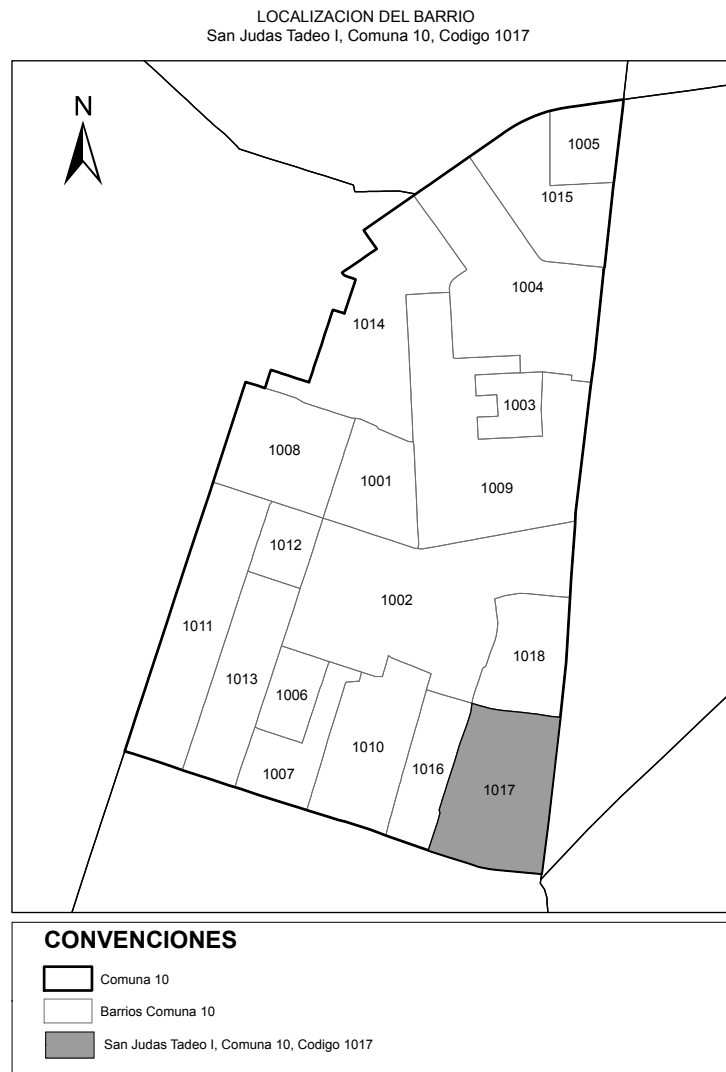 LOCALIZACION DEL BARRIO
San Judas Tadeo I, Comuna 10, Codigo 1017
N
1005
1015
1004
1014
1003
1008
1001
1009
1012
1002
1011
1018
1013
1006
1010
1016
1007
1017
CONVENCIONES
Comuna 10
Barrios Comuna 10
San Judas Tadeo I, Comuna 10, Codigo 1017